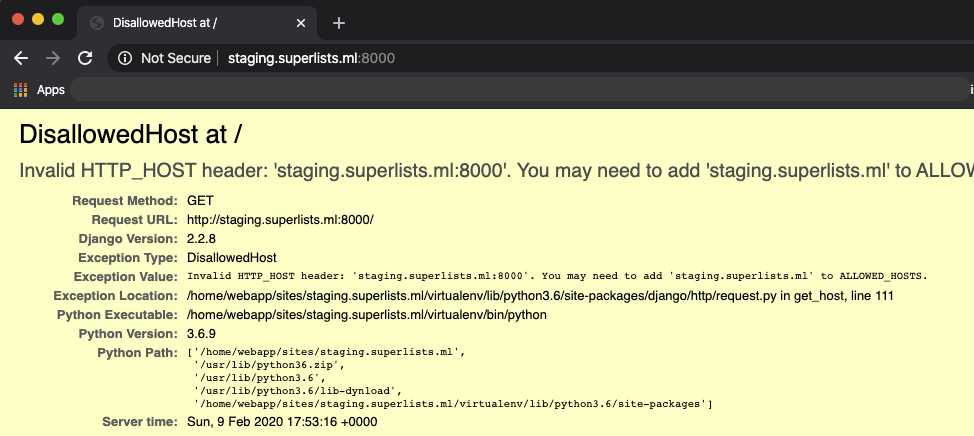 DisallowedHost at /
Not Secure staging.superlists.ml:8000
Apps
DisallowedHost at /
Invalid HTTP_HOST header: 'staging.superlists.ml:8000'. You may need to add 'staging.superlists.ml' to ALLOW
Request Method: GET
Request URL: http://staging.superlists.ml:8000/
Django Version: 2.2.8
Exception Type: DisallowedHost
Exception Value: Invalid HTTP_HOST header: 'staging.superlists.ml:8000'. You may need to add 'staging.superlists.ml' to ALLOWED_HOSTS.
Exception Location: /home/webapp/sites/staging.superlists.ml/virtualenv/lib/python3.6/site-packages/django/http/request.py in get_host, line 111
Python Executable: /home/webapp/sites/staging.superlists.ml/virtualenv/bin/python
Python Version: 3.6.9
Python Path: ['/home/webapp/sites/staging.superlists.ml',
'/usr/lib/python36.zip',
'/usr/lib/python3.6',
'/usr/lib/python3.6/lib-dynload',
'/home/webapp/sites/staging.superlists.ml/virtualenv/lib/python3.6/site-packages']
Server time: Sun, 9 Feb 2020 17:53:16 +0000